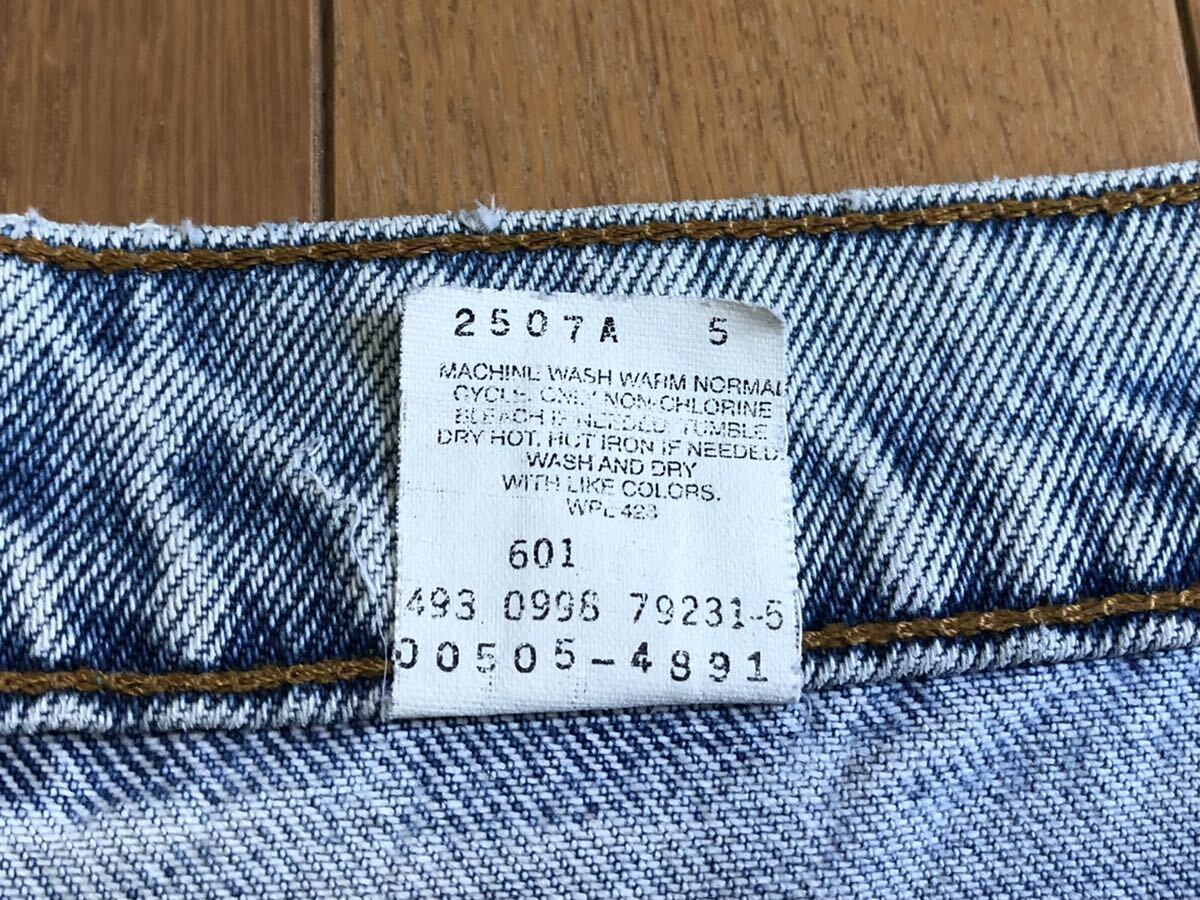 2507A 5
MACHINE WASH WARM NORMAL
CYCLE. ONLY NON-CHLORINE
BLEACH IF NEEDED. TUMBLE
DRY HOT. HOT IRON IF NEEDED.
WASH AND DRY
WITH LIKE COLORS.
WPL 423
601
493 0998 79231-5
00505-4891